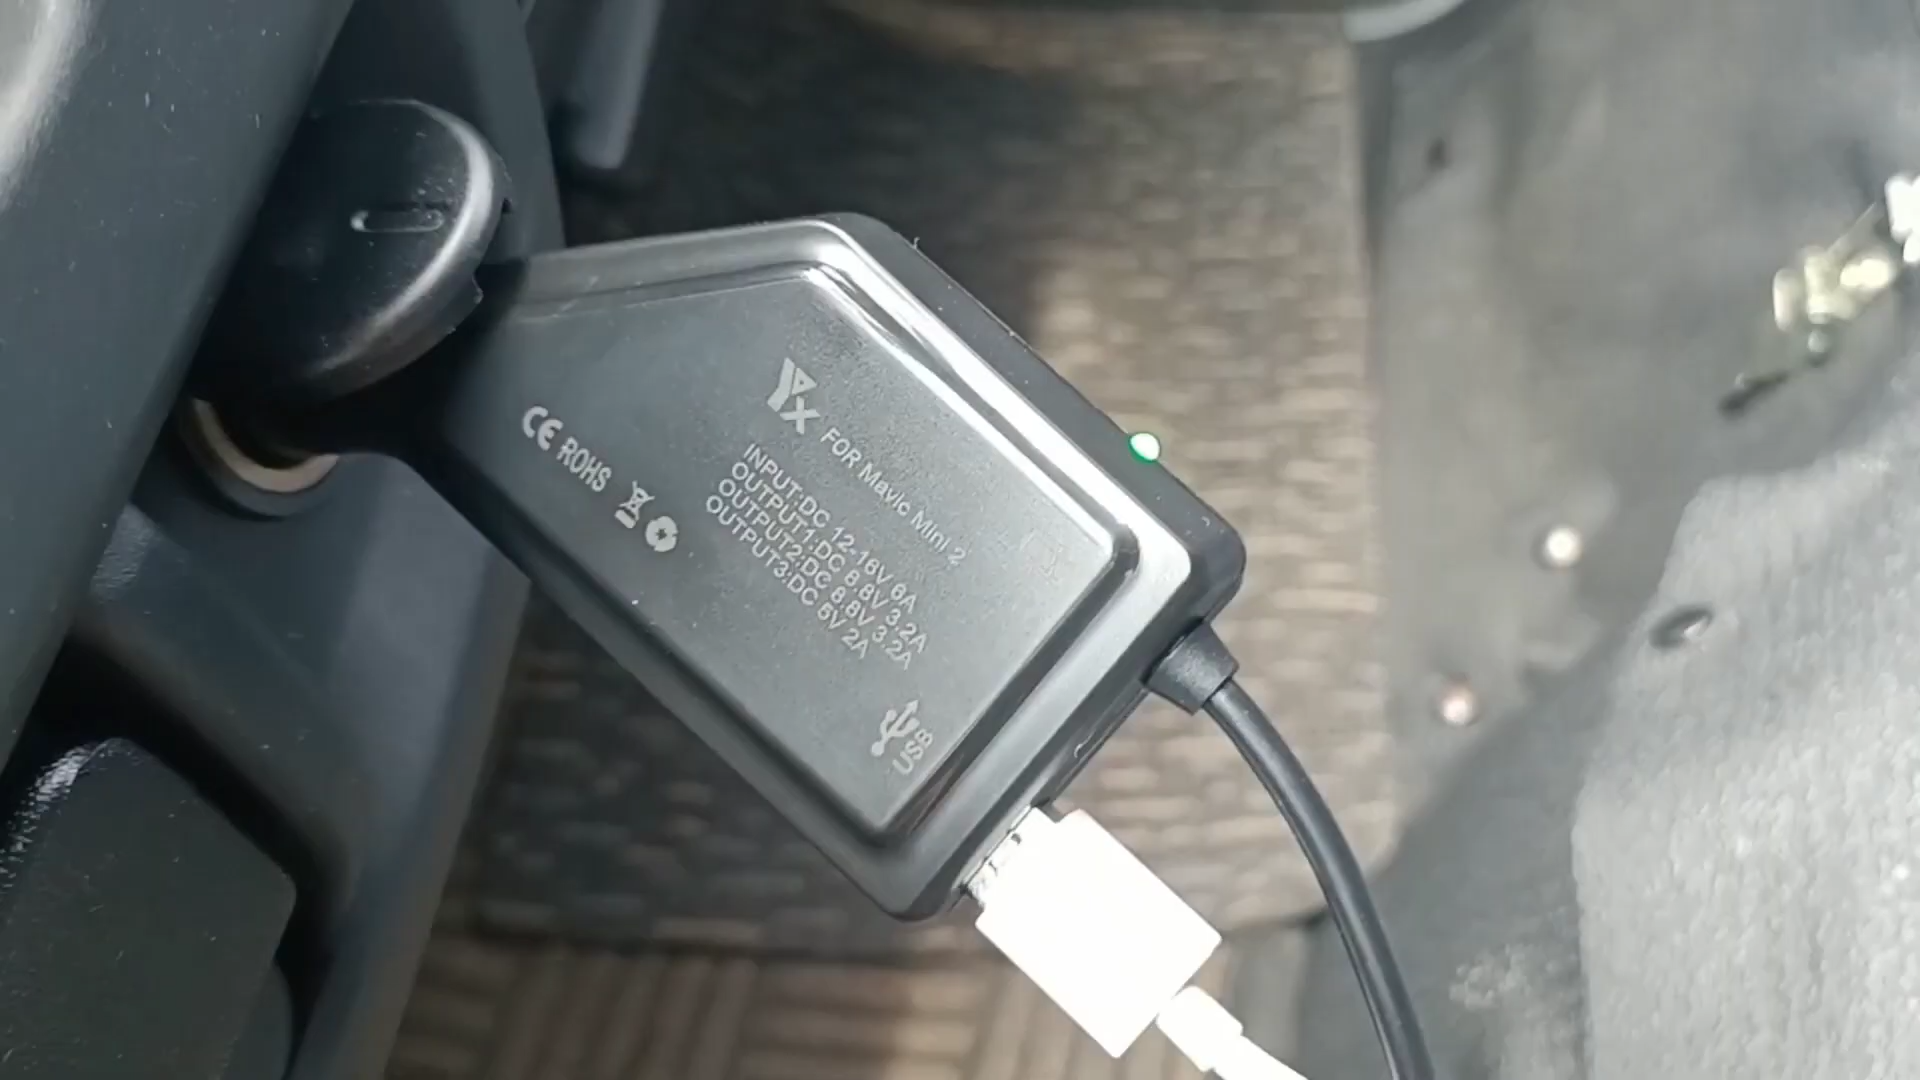 YX
FOR Mavic Mini 2
INPUT:DC 12-16V 6A
OUTPUT1:DC 8.8V 3.2A
OUTPUT2:DC 8.8V 3.2A
OUTPUT3:DC 5V 2A
CE ROHS
USB